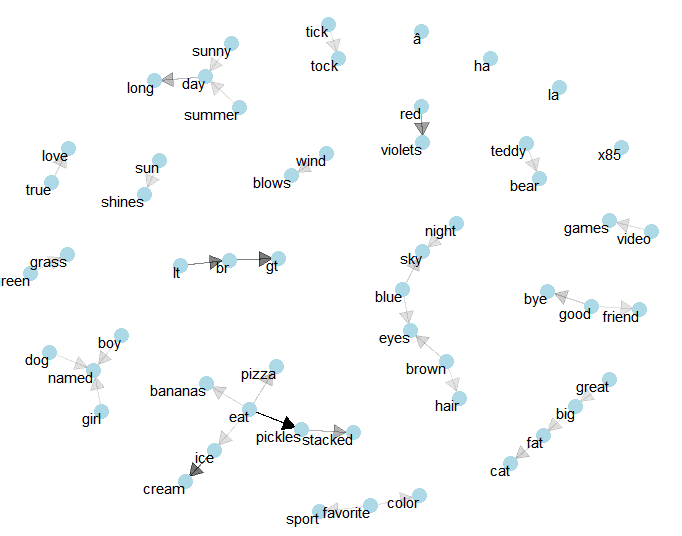 tick
â
sunny
tock
ha
long
day
la
summer
red
love
wind
violets
teddy
x85
sun
true
blows
bear
shines
games
night
video
grass
sky
reen
lt
br
gt
blue
bye
good
friend
eyes
boy
dog
pizza
brown
named
bananas
great
hair
big
girl
eat
pickles
stacked
fat
ice
cat
cream
color
sport
favorite